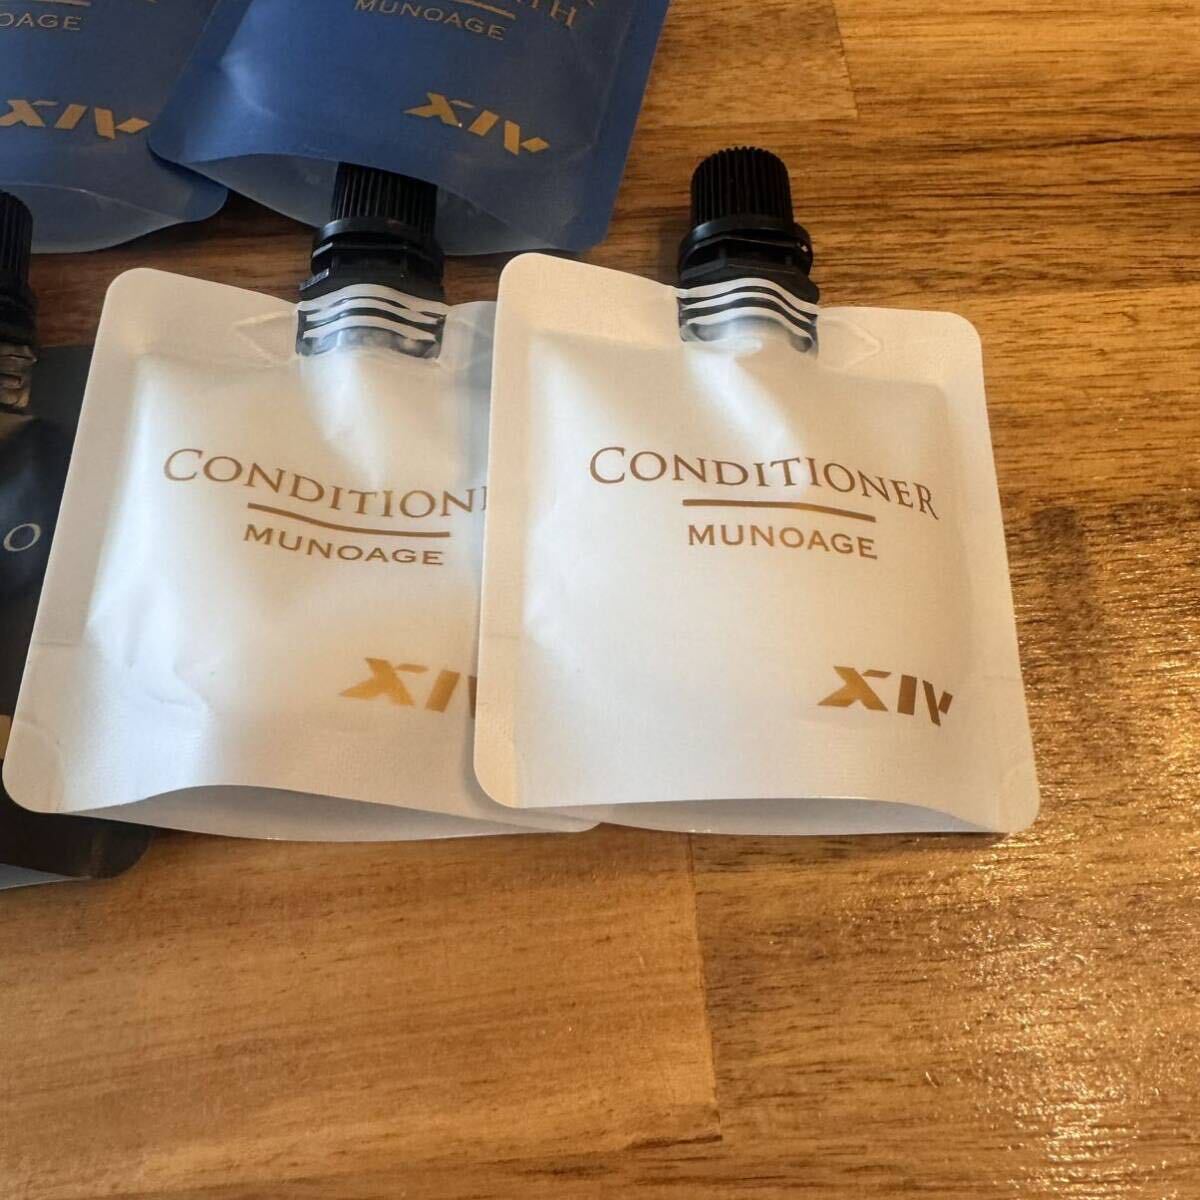 MUNOAGE
XIV
XIV
CONDITIONER
MUNOAGE
XIV
CONDITIONER
MUNOAGE
XIV